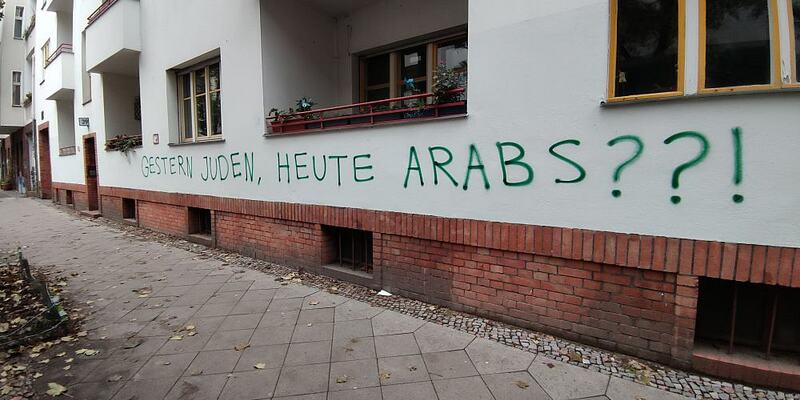 GESTERN JUDEN, HEUTE ARABS??!